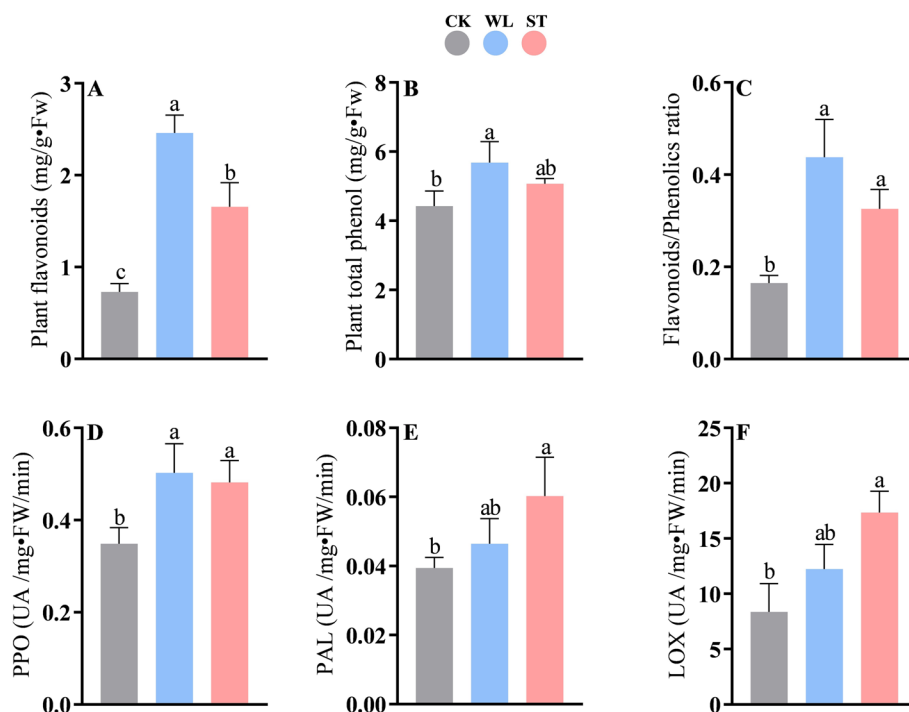 CK WL ST
A
Plant flavonoids (mg/g•Fw)
3
2
1
0
c
a
b
B
Plant total phenol (mg/g•Fw)
8
6
4
2
0
b
a
ab
C
Flavonoids/Phenolics ratio
0.6
0.4
0.2
0.0
b
a
a
D
PPO (UA /mg•FW/min)
0.6
0.4
0.2
0.0
b
a
a
E
PAL (UA /mg•FW/min)
0.08
0.06
0.04
0.02
0.00
b
ab
a
F
LOX (UA /mg•FW/min)
25
20
15
10
5
0
b
ab
a